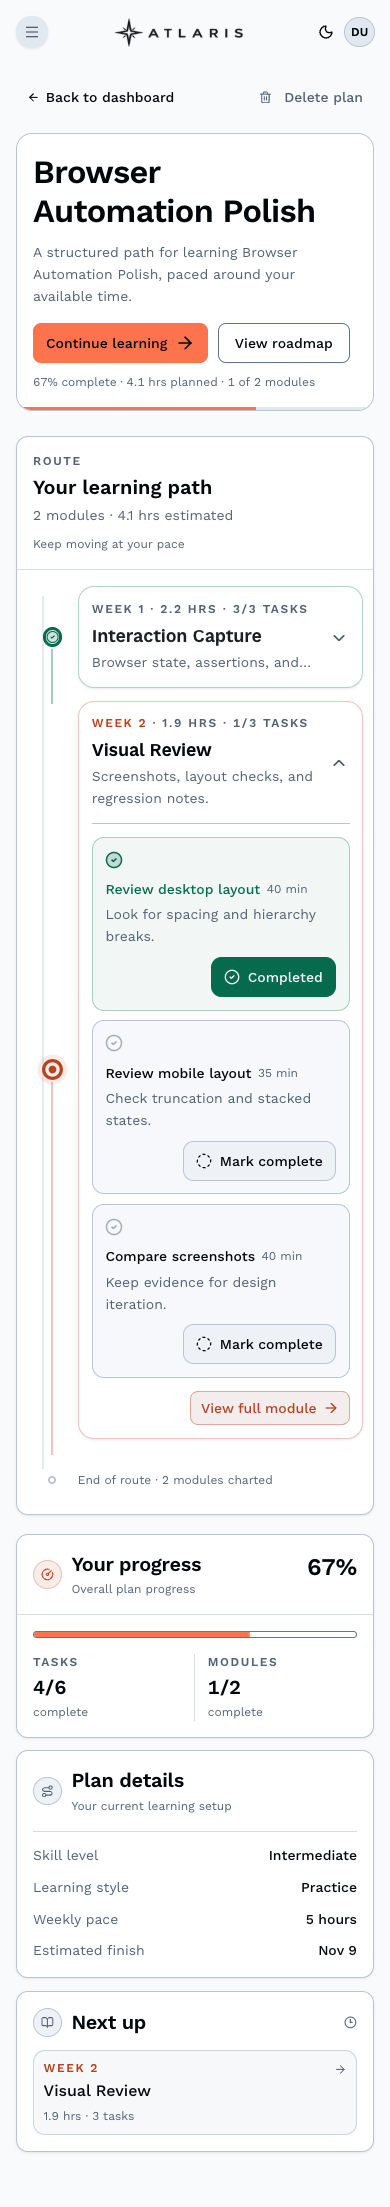 ATLARIS
DU
Back to dashboard
Delete plan
Browser
Automation Polish
A structured path for learning Browser
Automation Polish, paced around your
available time.
Continue learning
View roadmap
67% complete · 4.1 hrs planned · 1 of 2 modules
ROUTE
Your learning path
2 modules · 4.1 hrs estimated
Keep moving at your pace
WEEK 1 · 2.2 HRS · 3/3 TASKS
Interaction Capture
Browser state, assertions, and...
WEEK 2 · 1.9 HRS · 1/3 TASKS
Visual Review
Screenshots, layout checks, and
regression notes.
Review desktop layout 40 min
Look for spacing and hierarchy
breaks.
Completed
Review mobile layout 35 min
Check truncation and stacked
states.
Mark complete
Compare screenshots 40 min
Keep evidence for design
iteration.
Mark complete
View full module
End of route · 2 modules charted
Your progress
67%
Overall plan progress
TASKS
4/6
complete
MODULES
1/2
complete
Plan details
Your current learning setup
Skill level Intermediate
Learning style Practice
Weekly pace 5 hours
Estimated finish Nov 9
Next up
WEEK 2
Visual Review
1.9 hrs · 3 tasks